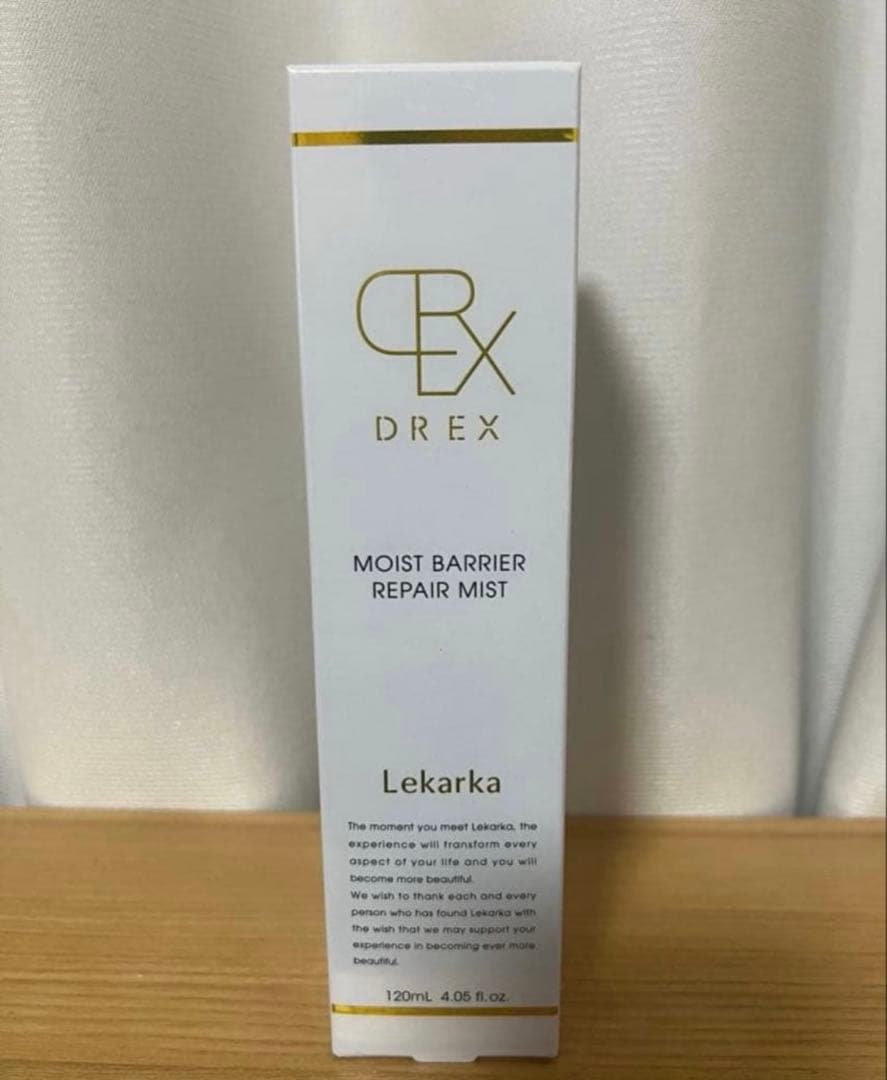 DREX
DREX
MOIST BARRIER
REPAIR MIST
Lekarka
The moment you meet Lekarka, the
experience will transform every
aspect of your life and you will
become more beautiful.
We wish to thank each and every
person who has found Lekarka with
the wish that we may support your
experience in becoming ever more
beautiful.
120mL 4.05 fl.oz.